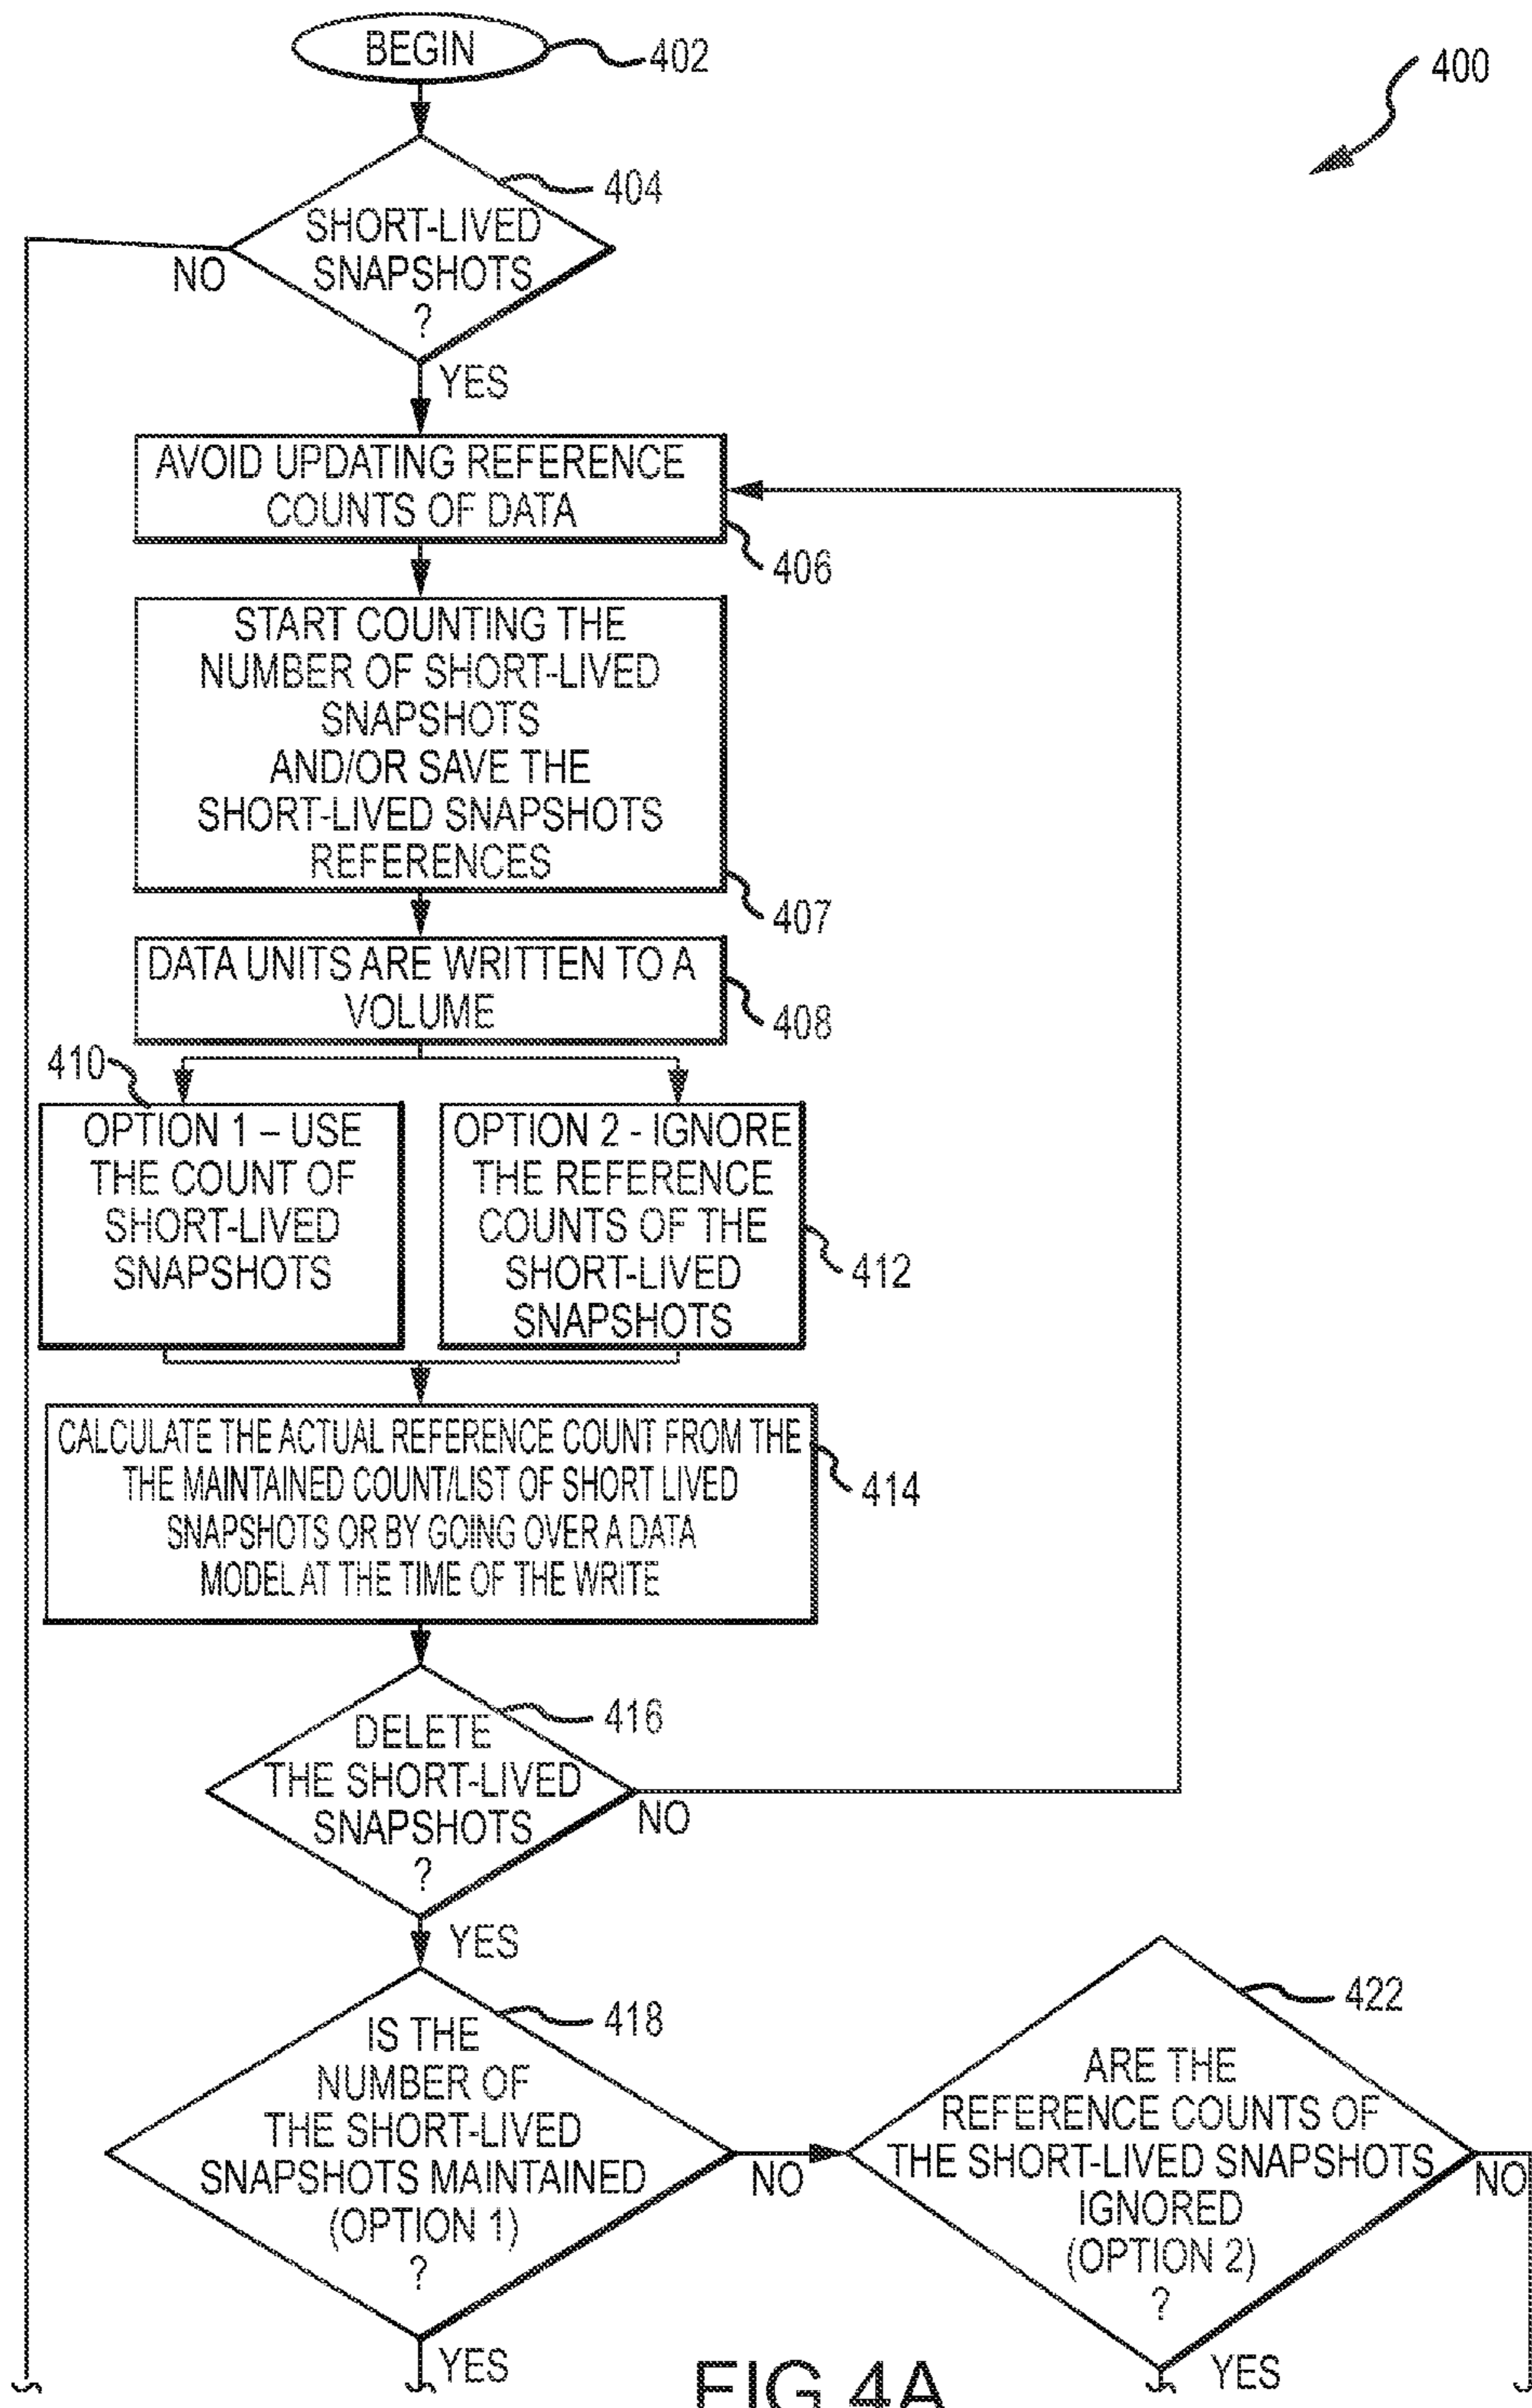 BEGIN
402
400
404
SHORT-LIVED
SNAPSHOTS
?
NO
YES
AVOID UPDATING REFERENCE
COUNTS OF DATA
406
START COUNTING THE
NUMBER OF SHORT-LIVED
SNAPSHOTS
AND/OR SAVE THE
SHORT-LIVED SNAPSHOTS
REFERENCES
407
DATA UNITS ARE WRITTEN TO A
VOLUME
408
410
OPTION 1 – USE
THE COUNT OF
SHORT-LIVED
SNAPSHOTS
OPTION 2 - IGNORE
THE REFERENCE
COUNTS OF THE
SHORT-LIVED
SNAPSHOTS
412
CALCULATE THE ACTUAL REFERENCE COUNT FROM THE
THE MAINTAINED COUNT/LIST OF SHORT LIVED
SNAPSHOTS OR BY GOING OVER A DATA
MODEL AT THE TIME OF THE WRITE
414
416
DELETE
THE SHORT-LIVED
SNAPSHOTS
?
NO
YES
418
IS THE
NUMBER OF
THE SHORT-LIVED
SNAPSHOTS MAINTAINED
(OPTION 1)
?
NO
YES
422
ARE THE
REFERENCE COUNTS OF
THE SHORT-LIVED SNAPSHOTS
IGNORED
(OPTION 2)
?
NO
YES
FIG.4A